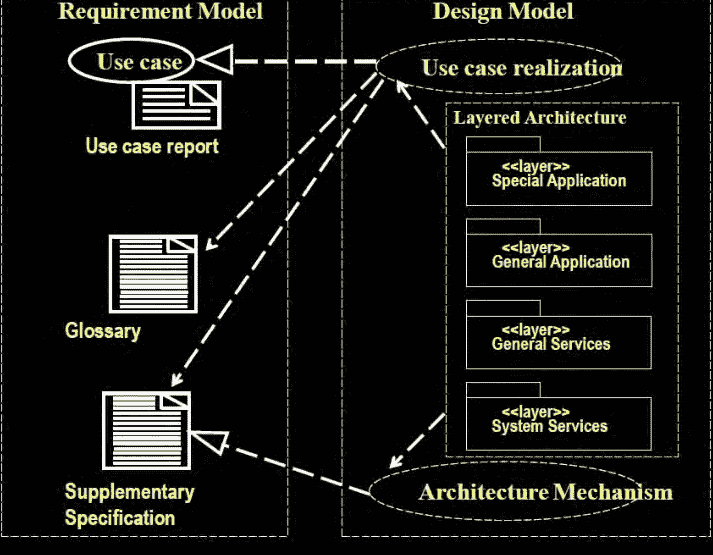 Requirement Model
Design Model
Use case
Use case realization
Use case report
Layered Architecture
<<layer>>
Special Application
<<layer>>
General Application
Glossary
<<layer>>
General Services
<<layer>>
System Services
Supplementary
Specification
Architecture Mechanism